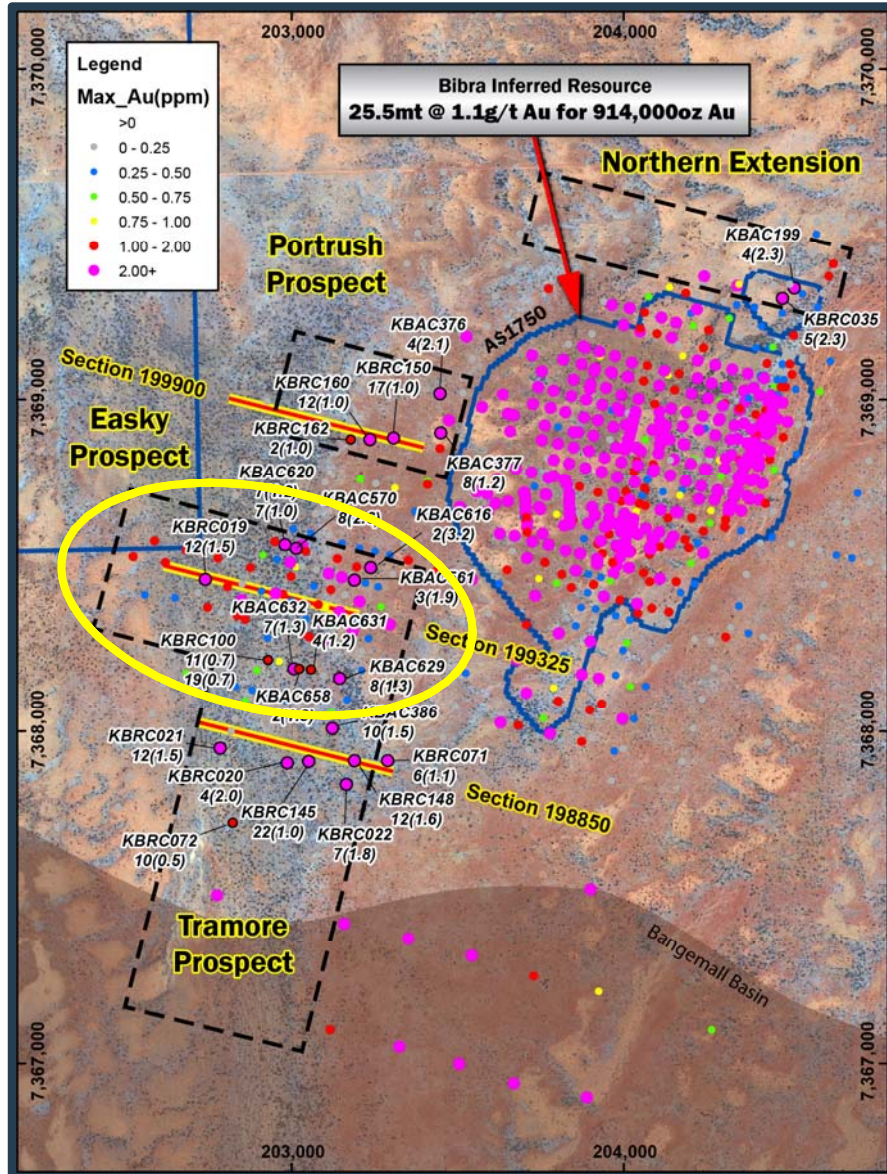 203,000
204,000
7,370,000
7,370,000
Legend
Max_Au(ppm)
>0
0 - 0.25
0.25 - 0.50
0.50 - 0.75
0.75 - 1.00
1.00 - 2.00
2.00+
Bibra Inferred Resource
25.5mt @ 1.1g/t Au for 914,000oz Au
Northern Extension
KBAC199
4(2.3)
KBRC035
5(2.3)
Portrush
Prospect
A$1750
KBAC376
4(2.1)
KBRC150
17(1.0)
KBRC160
12(1.0)
KBRC162
2(1.0)
KBAC377
8(1.2)
Section 199900
7,369,000
7,369,000
Easky
Prospect
KBAC620
7(1.0)
KBAC570
KBAC616
2(3.2)
KBRC019
12(1.5)
KBAC561
3(1.9)
KBAC632
7(1.3)
KBAC631
4(1.2)
KBRC100
11(0.7)
19(0.7)
KBAC629
8(1.3)
KBAC658
Section 199325
KBAC386
10(1.5)
7,368,000
7,368,000
KBRC021
12(1.5)
KBRC071
6(1.1)
KBRC020
4(2.0)
KBRC145
22(1.0)
KBRC148
12(1.6)
KBRC022
7(1.8)
KBRC072
10(0.5)
Section 198850
Tramore
Prospect
Bangemall Basin
7,367,000
7,367,000
203,000
204,000